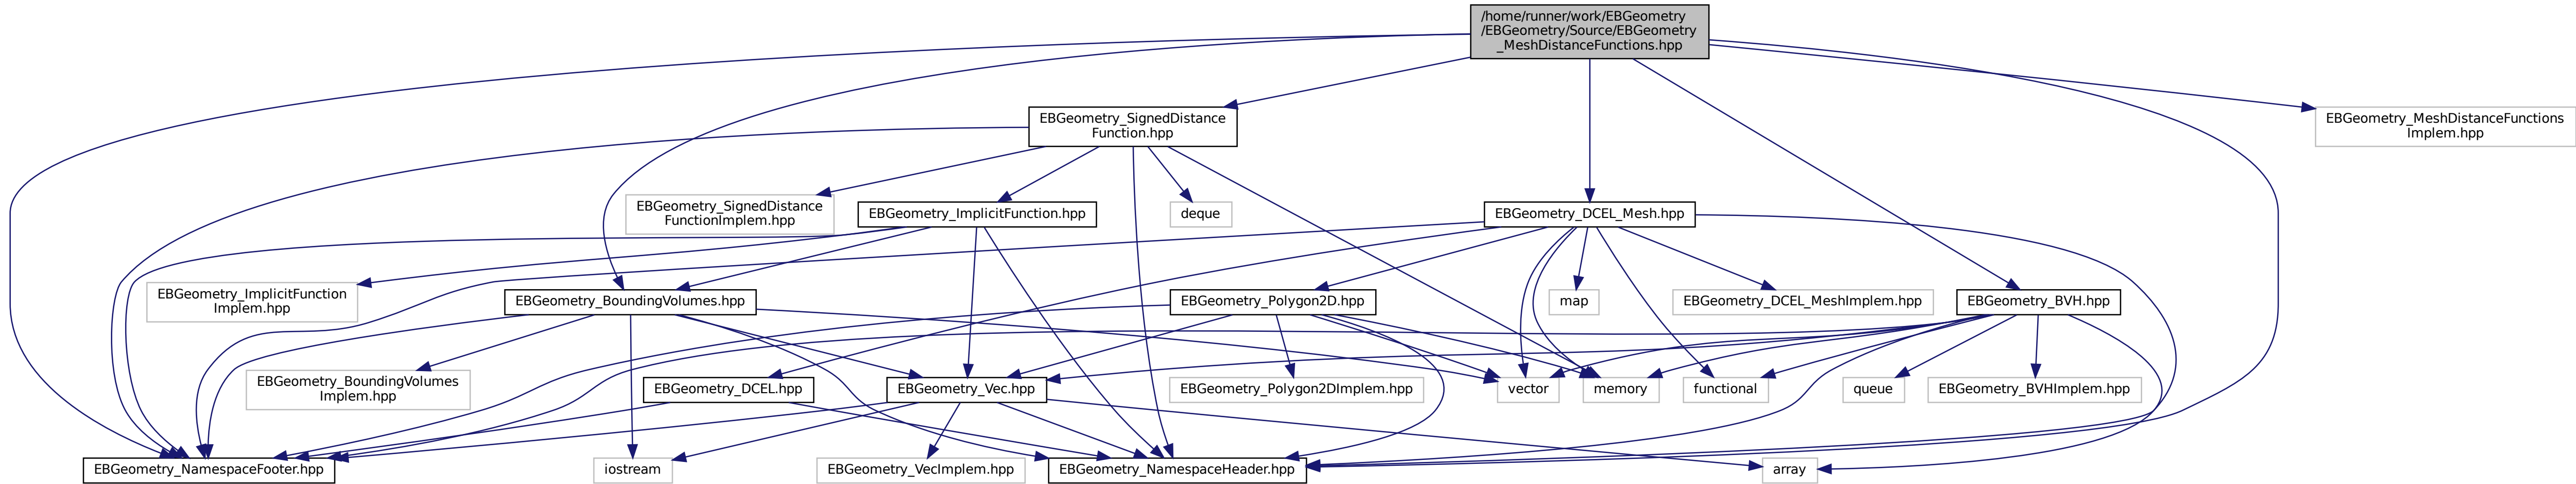 /home/runner/work/EBGeometry
/EBGeometry/Source/EBGeometry
_MeshDistanceFunctions.hpp
EBGeometry_SignedDistance
Function.hpp
EBGeometry_MeshDistanceFunctions
Implem.hpp
EBGeometry_SignedDistance
FunctionImplem.hpp
EBGeometry_ImplicitFunction.hpp
deque
EBGeometry_DCEL_Mesh.hpp
EBGeometry_ImplicitFunction
Implem.hpp
EBGeometry_BoundingVolumes.hpp
EBGeometry_Polygon2D.hpp
map
EBGeometry_DCEL_MeshImplem.hpp
EBGeometry_BVH.hpp
EBGeometry_BoundingVolumes
Implem.hpp
EBGeometry_DCEL.hpp
EBGeometry_Vec.hpp
EBGeometry_Polygon2DImplem.hpp
vector
memory
functional
queue
EBGeometry_BVHImplem.hpp
EBGeometry_NamespaceFooter.hpp
iostream
EBGeometry_VecImplem.hpp
EBGeometry_NamespaceHeader.hpp
array